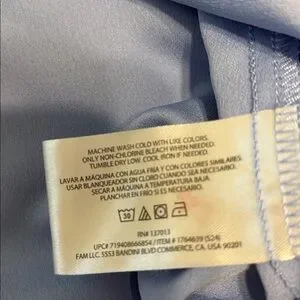 MACHINE WASH COLD WITH LIKE COLORS.
ONLY NON-CHLORINE BLEACH WHEN NEEDED.
TUMBLE DRY LOW. COOL IRON IF NEEDED.
LAVAR A MÁQUINA CON AGUA FRÍA Y CON COLORES SIMILARES.
USAR BLANQUEADOR SIN CLORO CUANDO SEA NECESARIO.
SECAR A MÁQUINA A TEMPERATURA BAJA.
PLANCHAR EN FRÍO SI ES NECESARIO.
30
RN# 137013
UPC# 719408666854 / ITEM # 1784639 (S24)
FAM LLC. 5553 BANDINI BLVD COMMERCE, CA. USA 90201